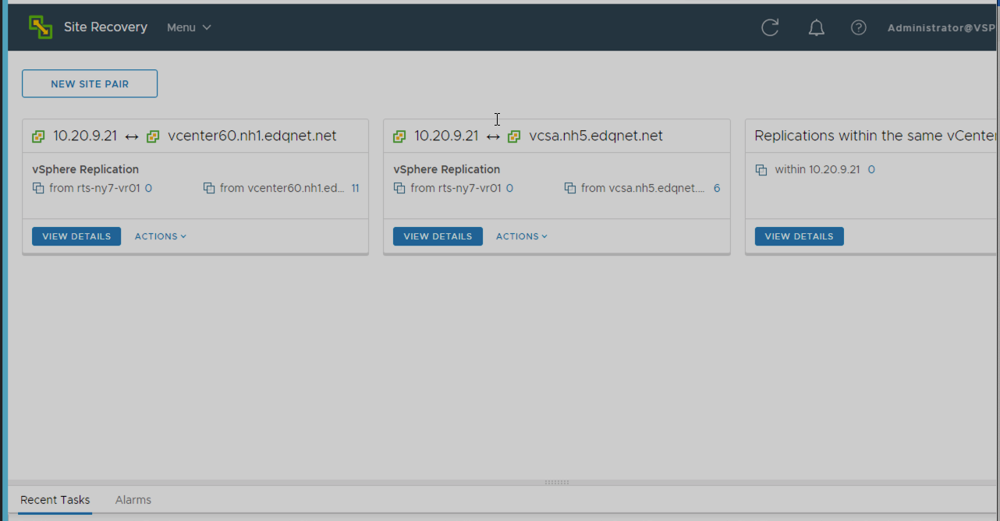 Site Recovery Menu Administrator@VSP
NEW SITE PAIR
10.20.9.21 ↔ vcenter60.nh1.edqnet.net
vSphere Replication
from rts-ny7-vr01 0 from vcenter60.nh1.ed... 11
VIEW DETAILS ACTIONS
10.20.9.21 ↔ vcsa.nh5.edqnet.net
vSphere Replication
from rts-ny7-vr01 0 from vcsa.nh5.edqnet.... 6
VIEW DETAILS ACTIONS
Replications within the same vCenter
within 10.20.9.21 0
VIEW DETAILS
Recent Tasks Alarms